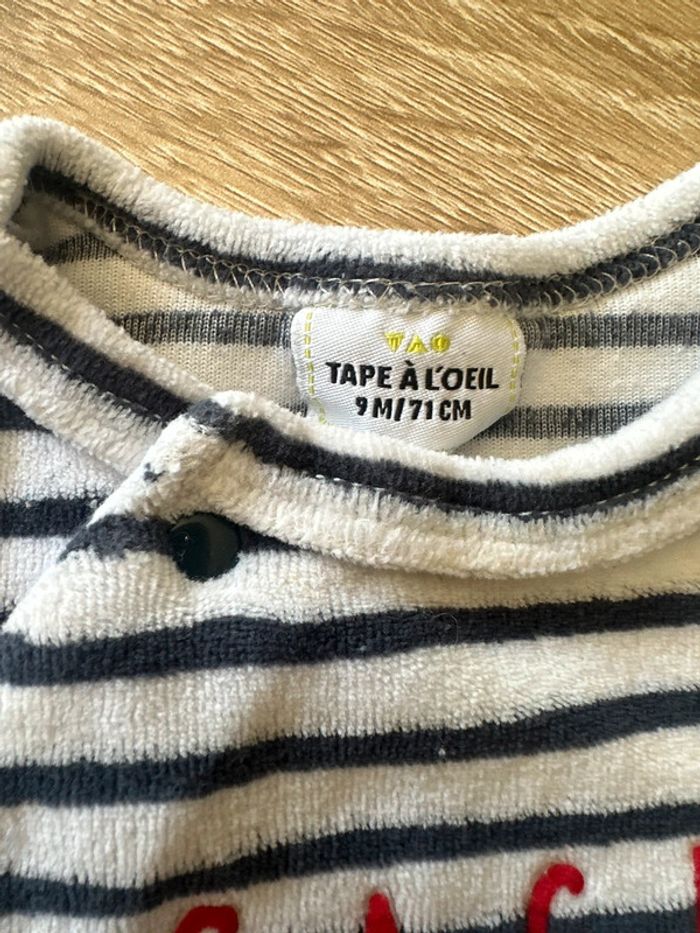 TAO
TAPE À L'OEIL
9 M/71 CM